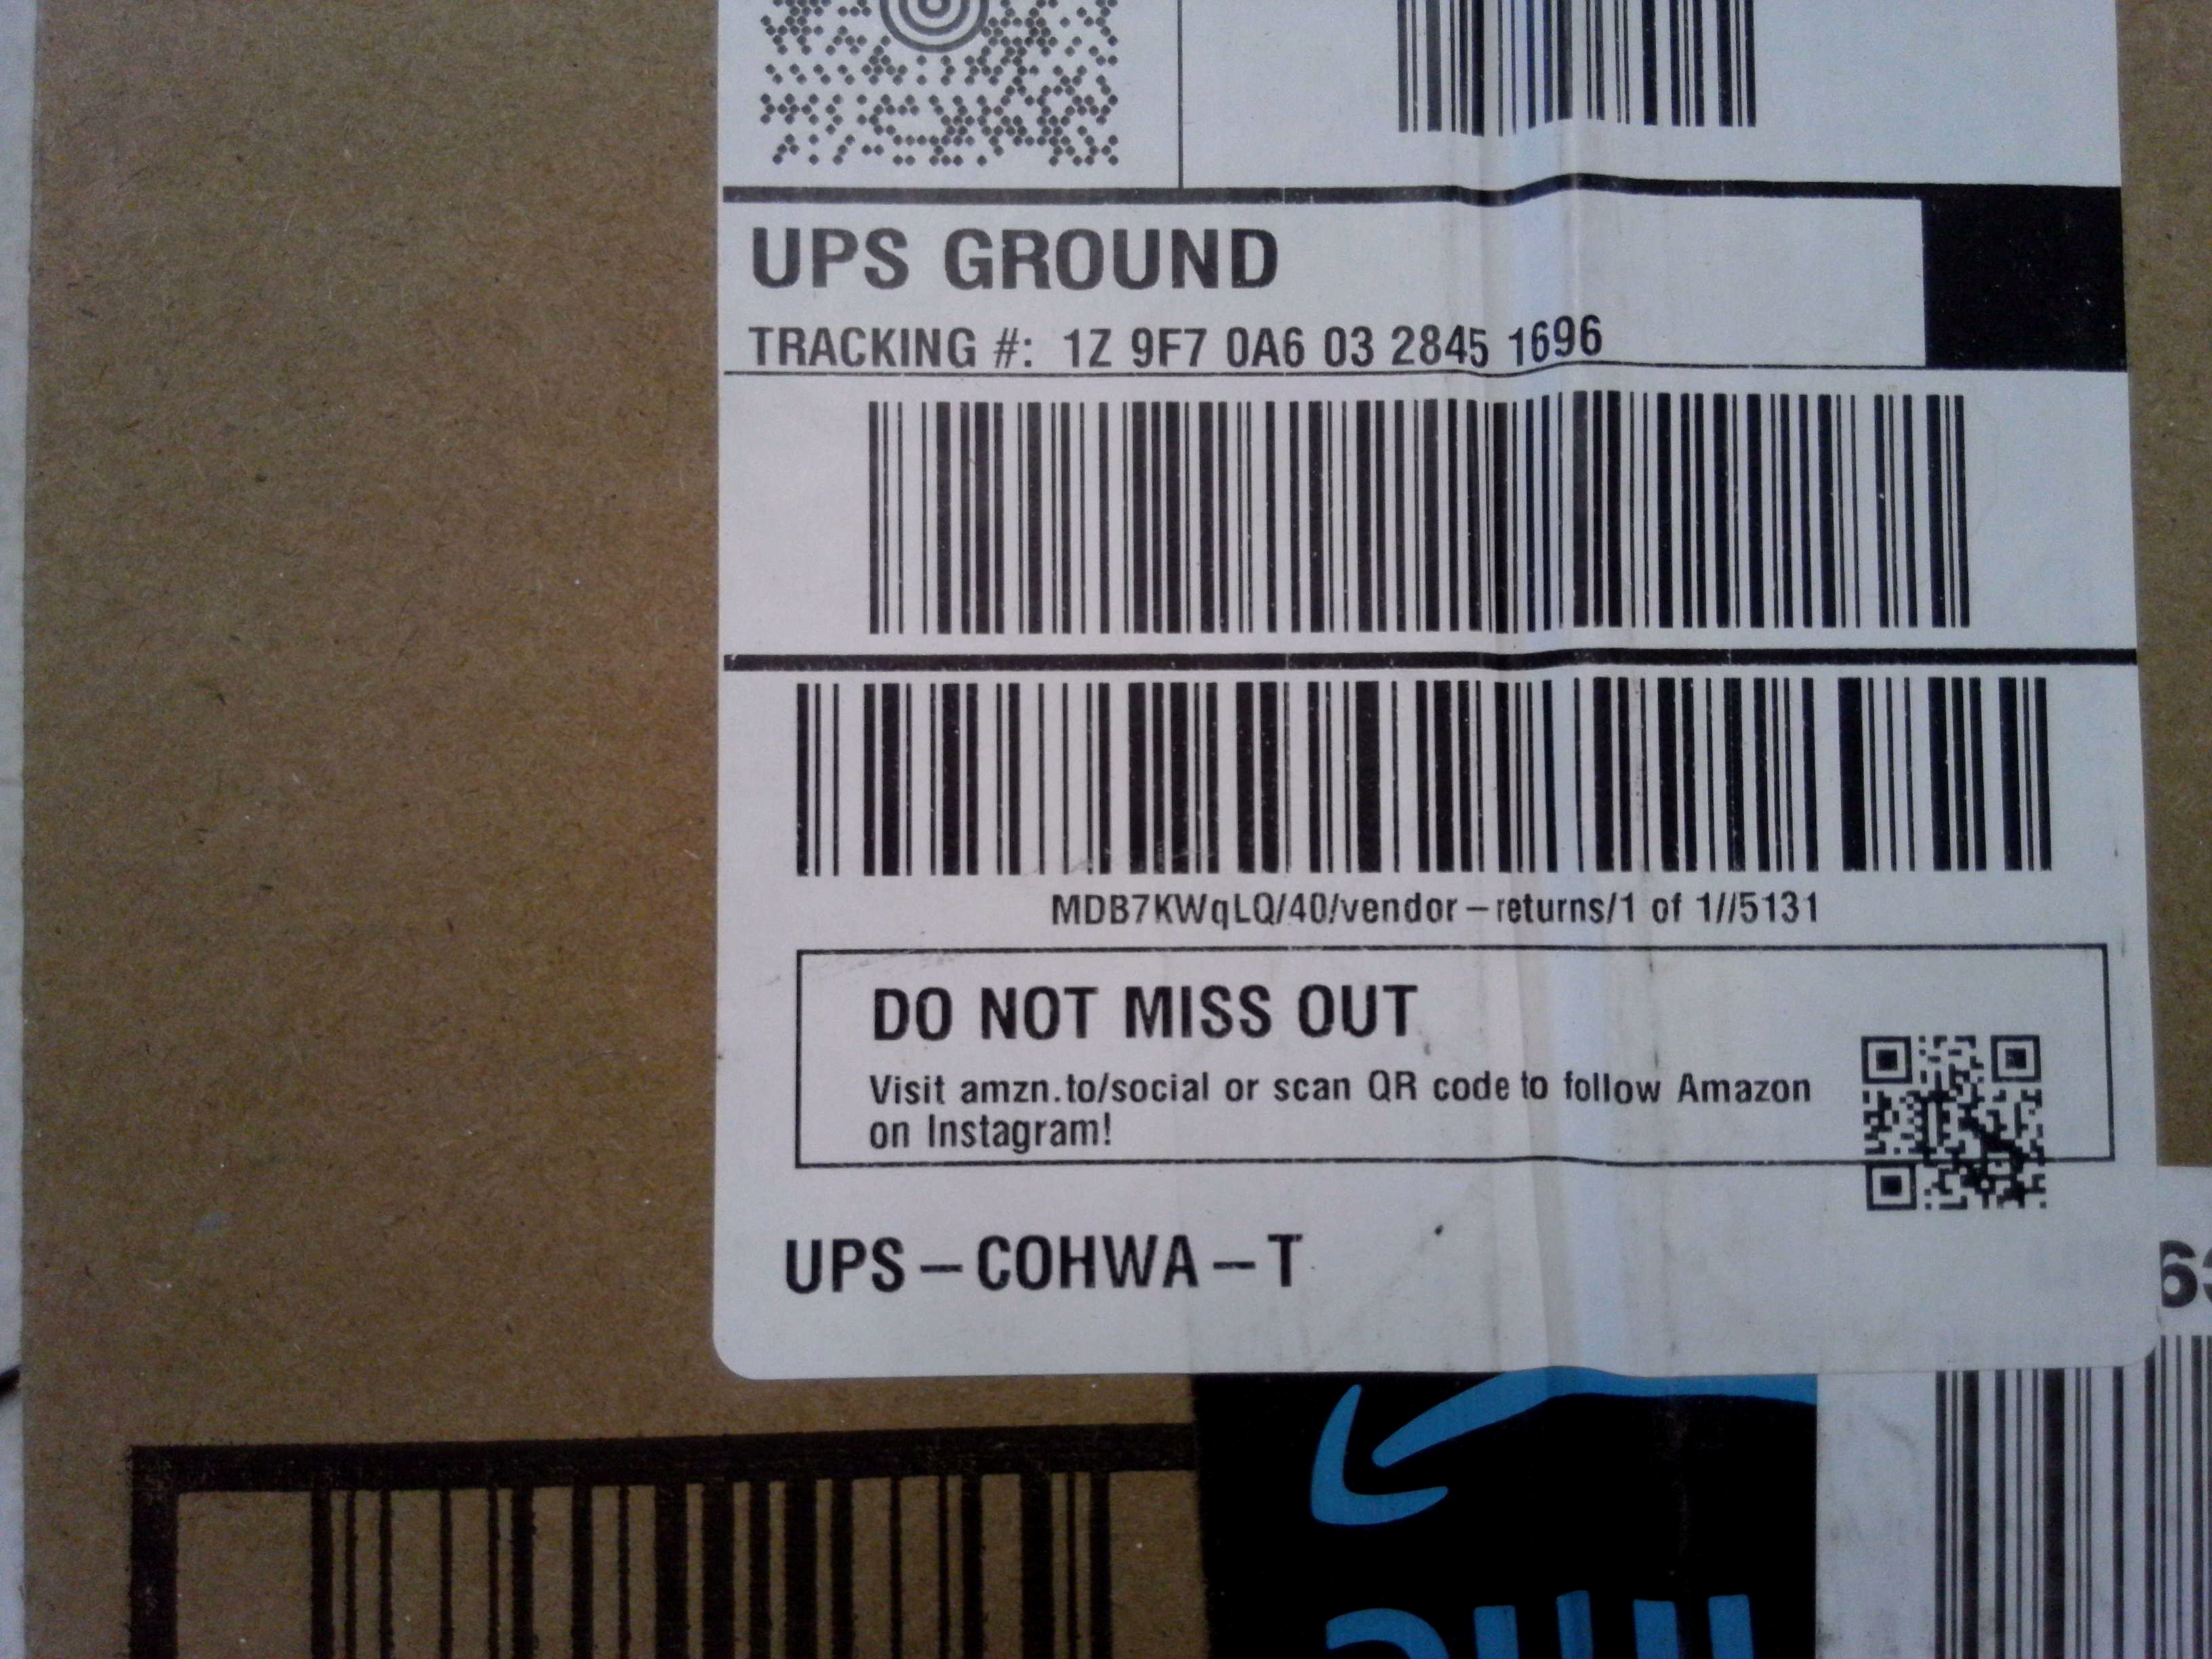 UPS GROUND
TRACKING #: 1Z 9F7 0A6 03 2845 1696
MDB7KWqLQ/40/vendor-returns/1 of 1//5131
DO NOT MISS OUT
Visit amzn.to/social or scan QR code to follow Amazon
on Instagram!
UPS-COHWA-T